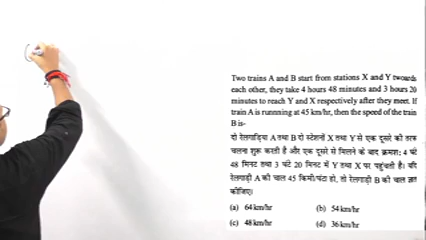 Two trains A and B start from stations X and Y twoards
each other, they take 4 hours 48 minutes and 3 hours 20
minutes to reach Y and X respectively after they meet. If
train A is runnning at 45 km/hr, then the speed of the train
B is-
दो रेलगाड़िया A तथा B दो स्टेशनों X तथा Y से एक दूसरे की तरफ
चलना शुरू करती है और एक दूसरे से मिलने के बाद क्रमशः 4 घंटे
48 मिनट तथा 3 घंटे 20 मिनट में Y तथा X पर पहुंचती है। यदि
रेलगाड़ी A की चाल 45 किमी/घंटा हो, तो रेलगाड़ी B की चाल ज्ञात
कीजिए।
(a) 64 km/hr (b) 54 km/hr
(c) 48 km/hr (d) 36 km/hr